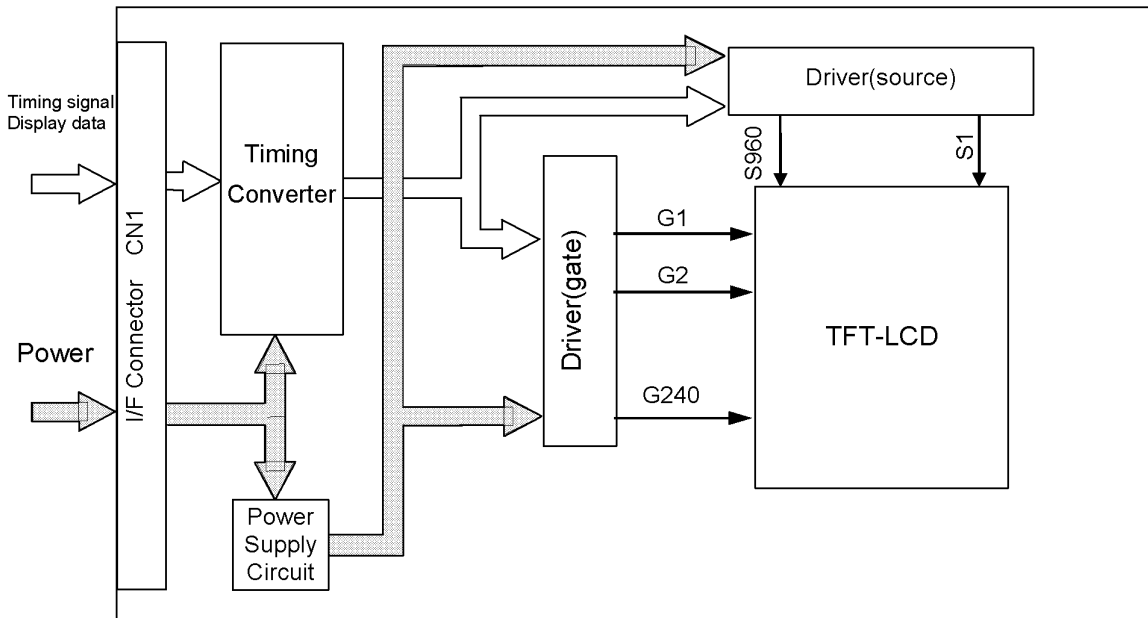 Timing signal
Display data
Power
I/F Connector CN1
Timing
Converter
Power
Supply
Circuit
Driver(gate)
G1
G2
G240
Driver(source)
S960
S1
TFT-LCD